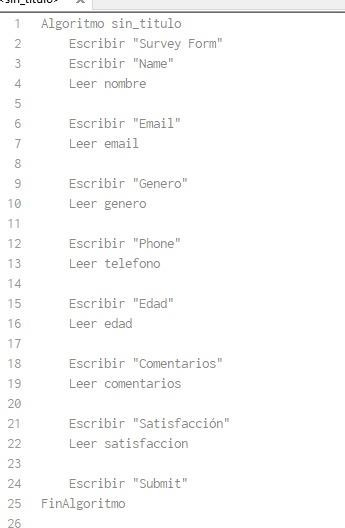 <sin_titulo> X
1 Algoritmo sin_titulo
2 Escribir "Survey Form"
3 Escribir "Name"
4 Leer nombre
5
6 Escribir "Email"
7 Leer email
8
9 Escribir "Genero"
10 Leer genero
11
12 Escribir "Phone"
13 Leer telefono
14
15 Escribir "Edad"
16 Leer edad
17
18 Escribir "Comentarios"
19 Leer comentarios
20
21 Escribir "Satisfacción"
22 Leer satisfaccion
23
24 Escribir "Submit"
25 FinAlgoritmo
26